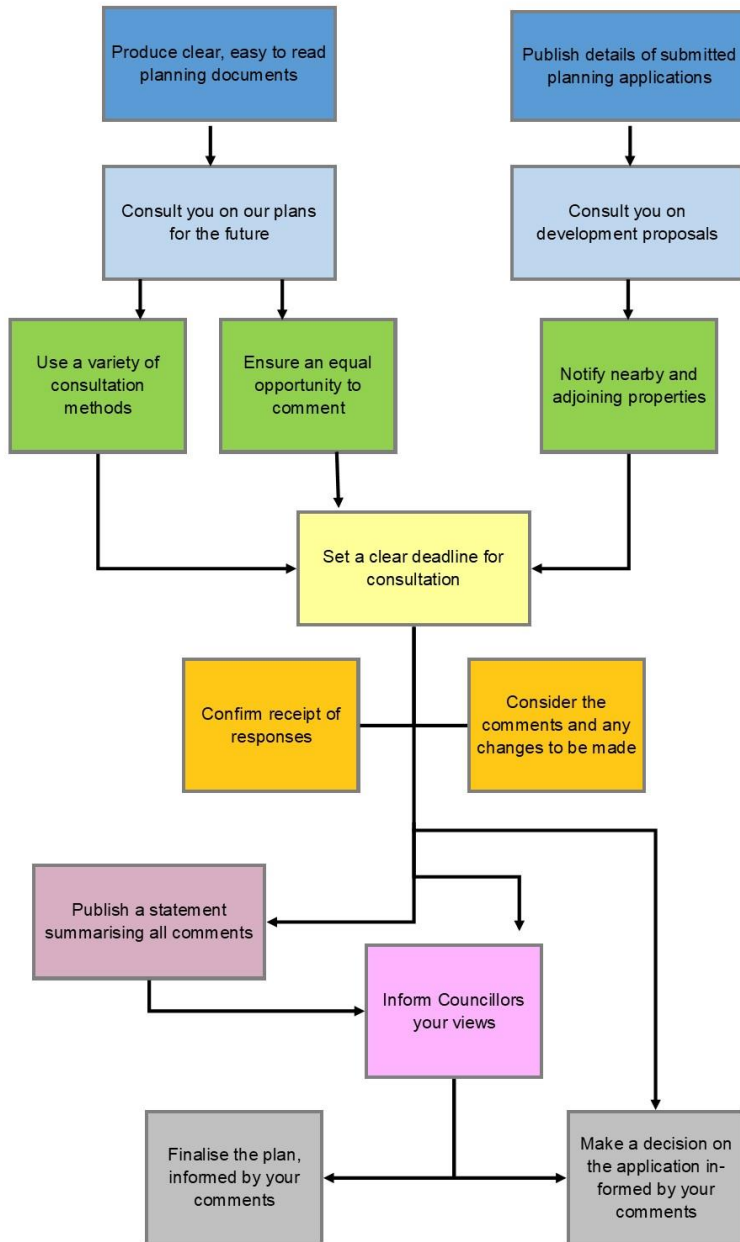 Produce clear, easy to read
planning documents
Publish details of submitted
planning applications
Consult you on our plans
for the future
Consult you on
development proposals
Use a variety of
consultation
methods
Ensure an equal
opportunity to
comment
Notify nearby and
adjoining properties
Set a clear deadline for
consultation
Confirm receipt of
responses
Consider the
comments and any
changes to be made
Publish a statement
summarising all comments
Inform Councillors
your views
Finalise the plan,
informed by your
comments
Make a decision on
the application in-
formed by your
comments